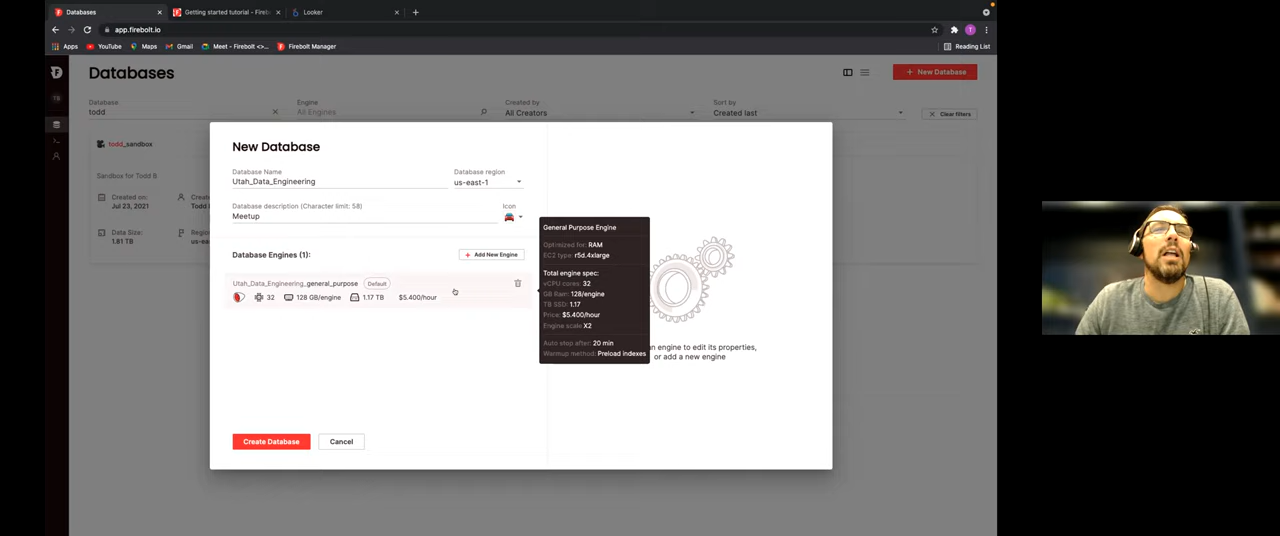 Databases
Getting started tutorial - Firebo
Looker
app.firebolt.io
Apps
YouTube
Maps
Gmail
Meet - Firebolt <>...
Firebolt Manager
Reading List
TB
Databases
New Database
Database
Engine
Created by
Sort by
todd
All Engines
All Creators
Created last
Clear filters
todd_sandbox
Sandbox for Todd B
Created on:
Jul 23, 2021
Data Size:
1.81 TB
New Database
Database Name
Database region
Utah_Data_Engineering
us-east-1
Database description (Character limit: 58)
Icon
Meetup
Database Engines (1):
Add New Engine
Utah_Data_Engineering_general_purpose
Default
32
128 GB/engine
1.17 TB
$5.400/hour
General Purpose Engine
Optimized for: RAM
EC2 type: r5d.4xlarge
Total engine spec:
vCPU cores: 32
GB Ram: 128/engine
TB SSD: 1.17
Price: $5.400/hour
Engine scale X2
Auto stop after: 20 min
Warmup method: Preload indexes
an engine to edit its properties,
or add a new engine
Create Database
Cancel